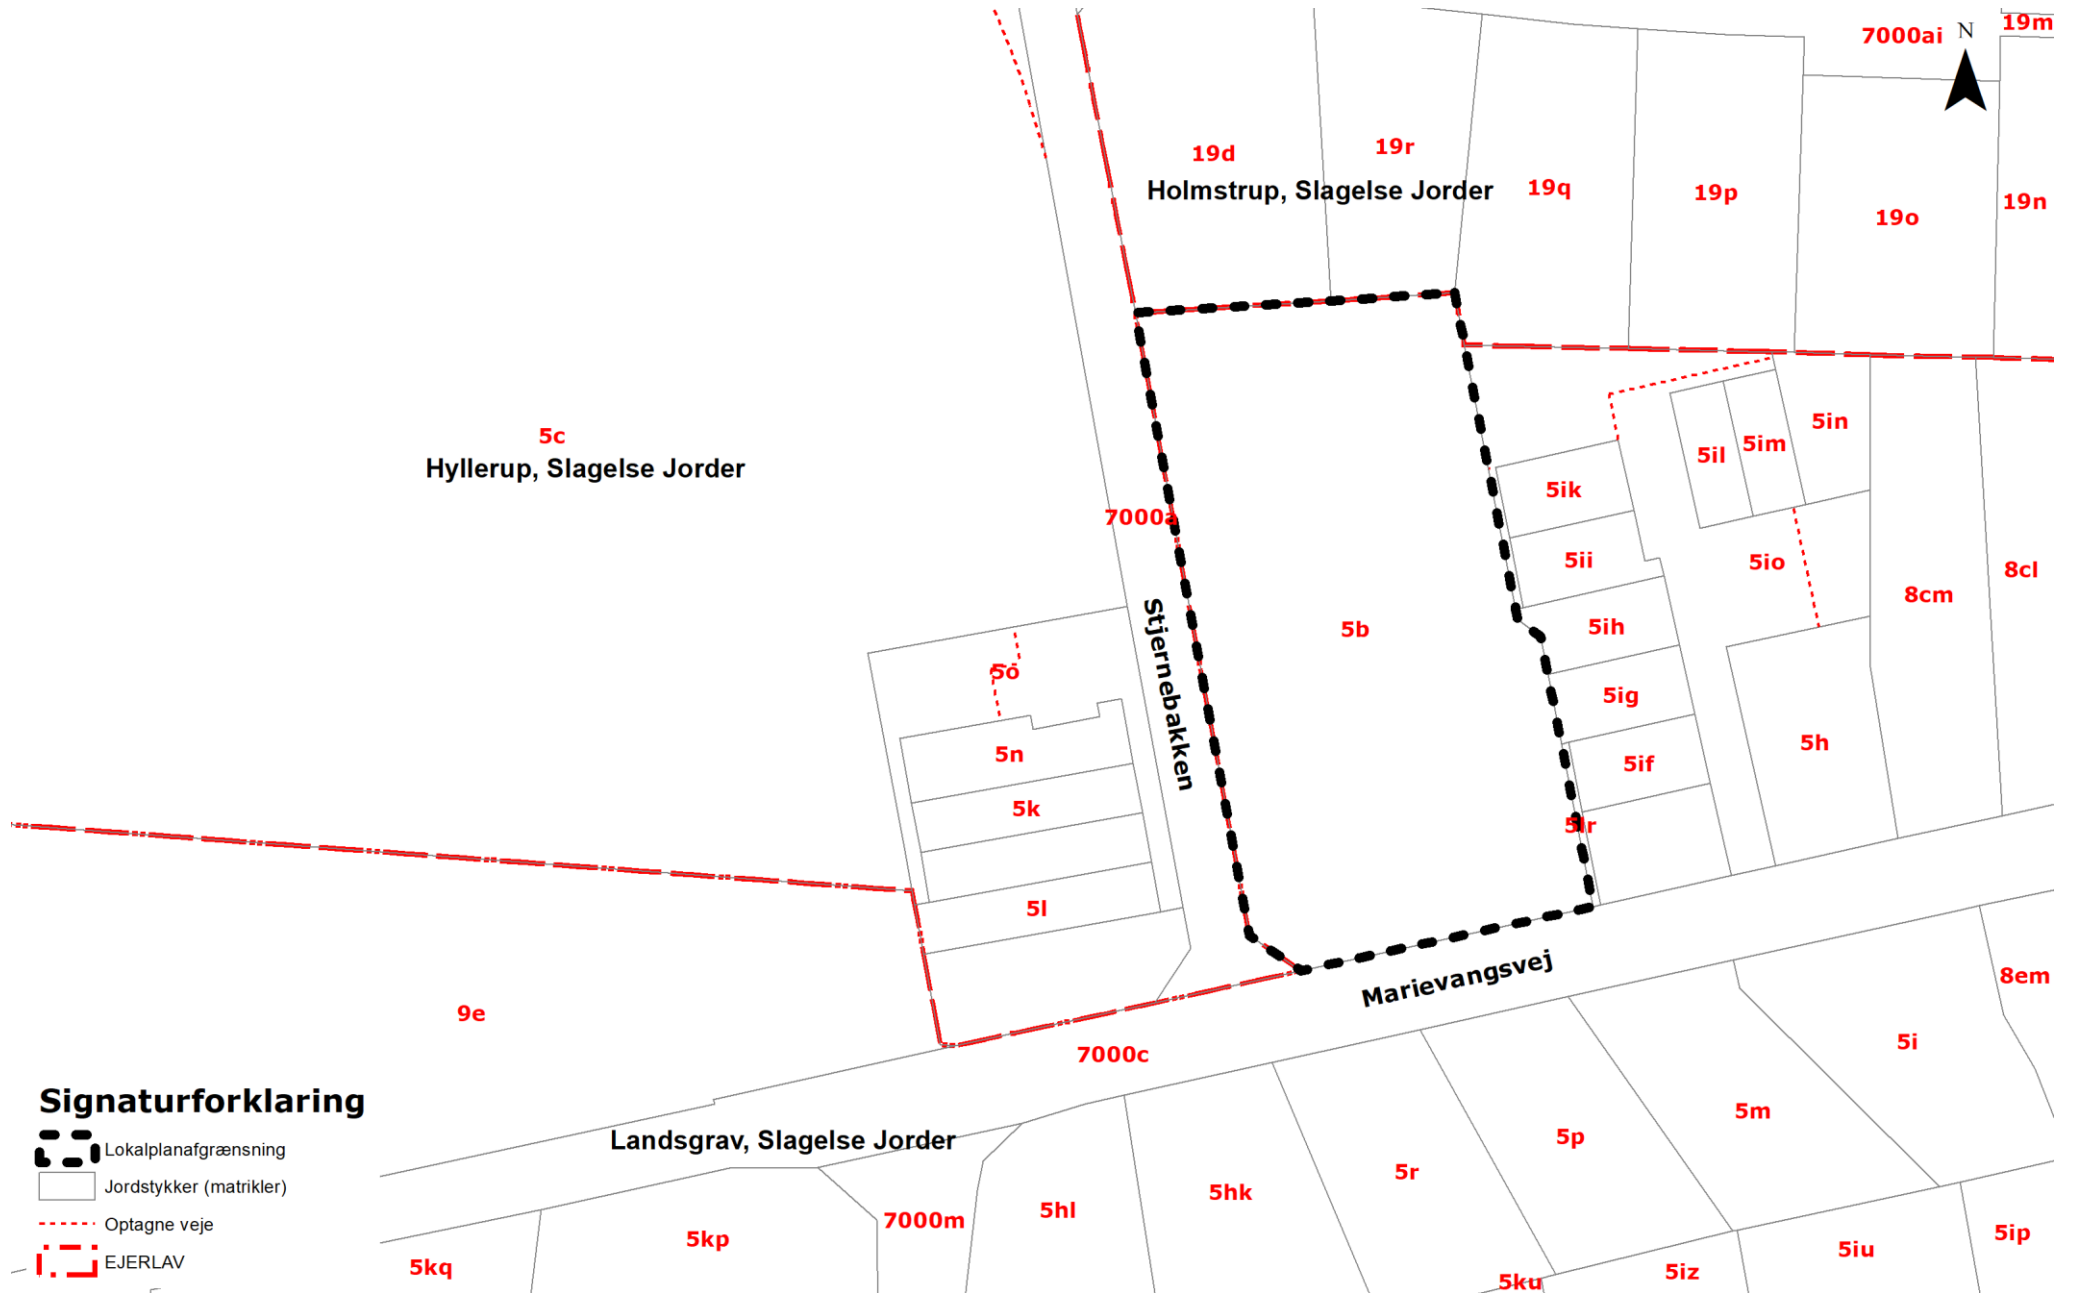 19m
7000ai
N
19r
19d
Holmstrup, Slagelse Jorder
19q
19p
19n
19o
5in
5c
5im
5il
Hyllerup, Slagelse Jorder
5ik
7000a
5ii
5io
8cl
8cm
5ih
5b
5ö
Stjernebakken
5ig
5h
5n
5if
5k
5ir
5l
Marievangsvej
8em
9e
5i
7000c
Signaturforklaring
5m
5p
Landsgrav, Slagelse Jorder
Lokalplanafgrænsning
5r
Jordstykker (matrikler)
5hk
5hl
7000m
Optagne veje
5ip
5kp
5iu
EJERLAV
5kq
5iz
5ku